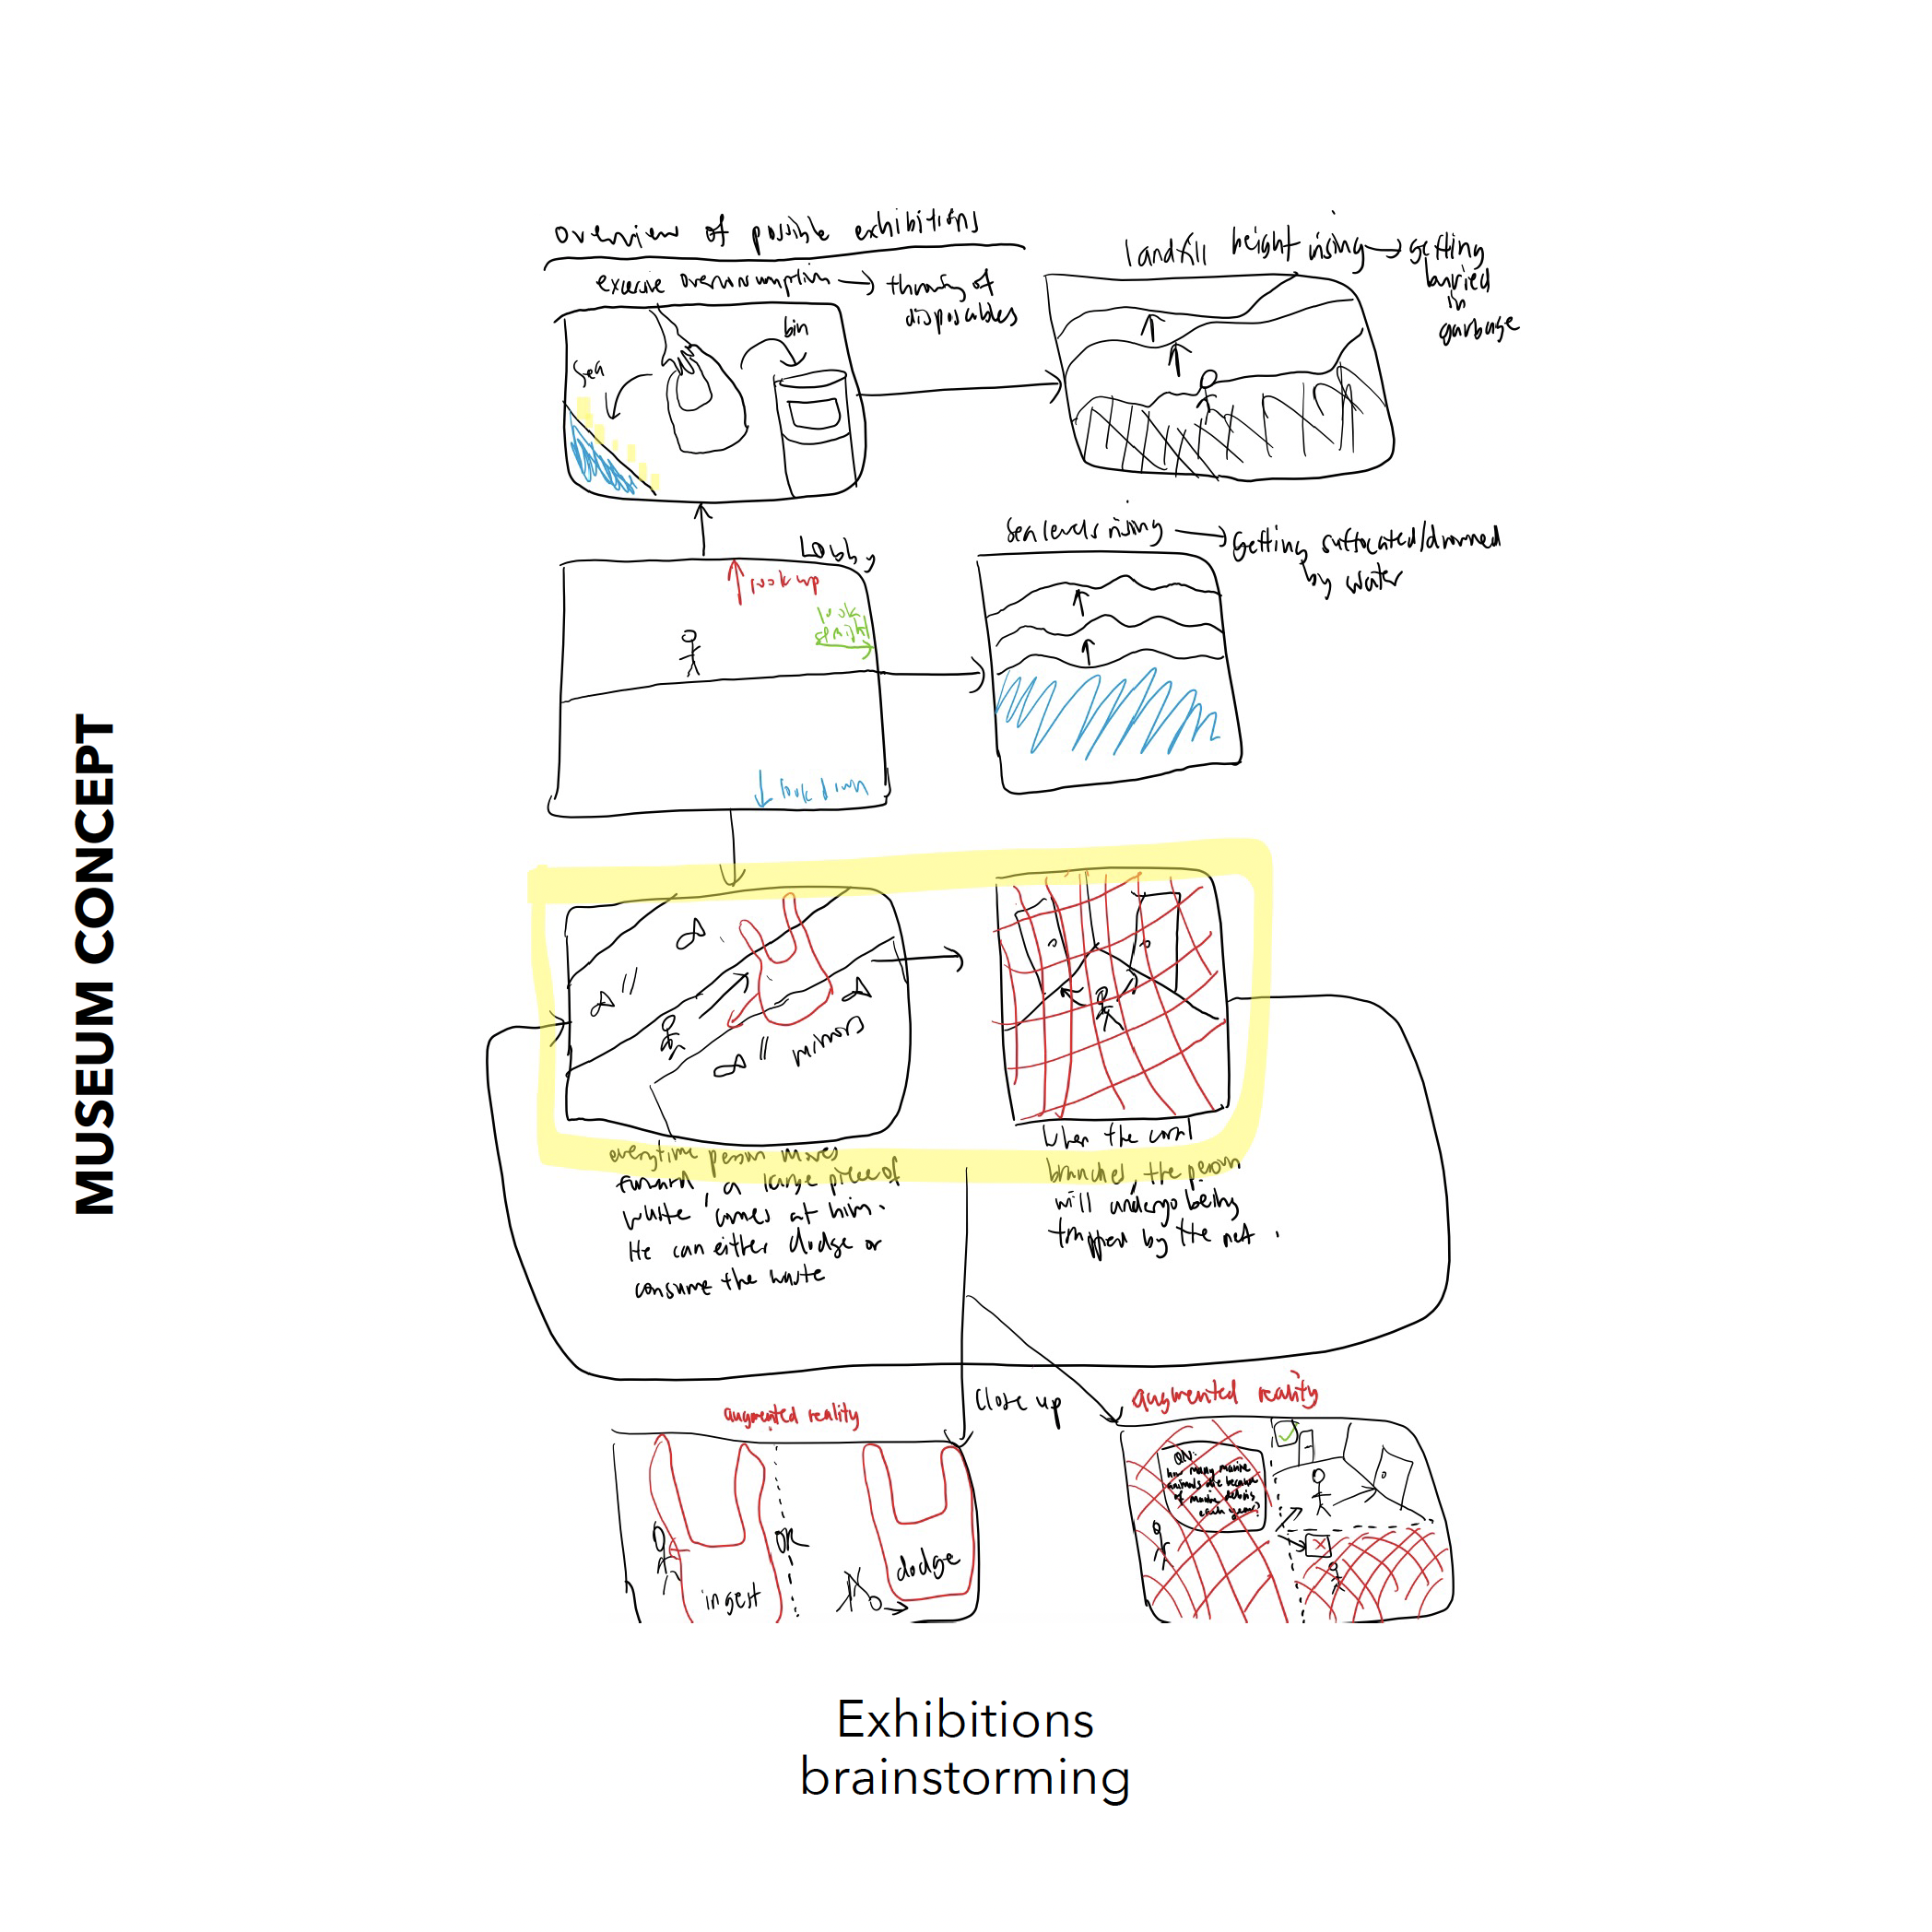 MUSEUM CONCEPT
overview of possible exhibitions
excessive overconsumption → throwing of
disposables
landfill height rising → getting
buried
in
garbage
sea
bin
Lobby
look up
look
straight
look down
sea levels rising → getting suffocated/drowned
by water
mirrors
everytime person moves
forward, a large piece of
waste comes at him.
He can either dodge or
consume the waste
When the
branches, the person
will undergo being
trapped by the net.
close up
augmented reality
ingest
OR
dodge
augmented reality
QN:
how many marine
animals die because
of marine debris
each year?
Exhibitions
brainstorming